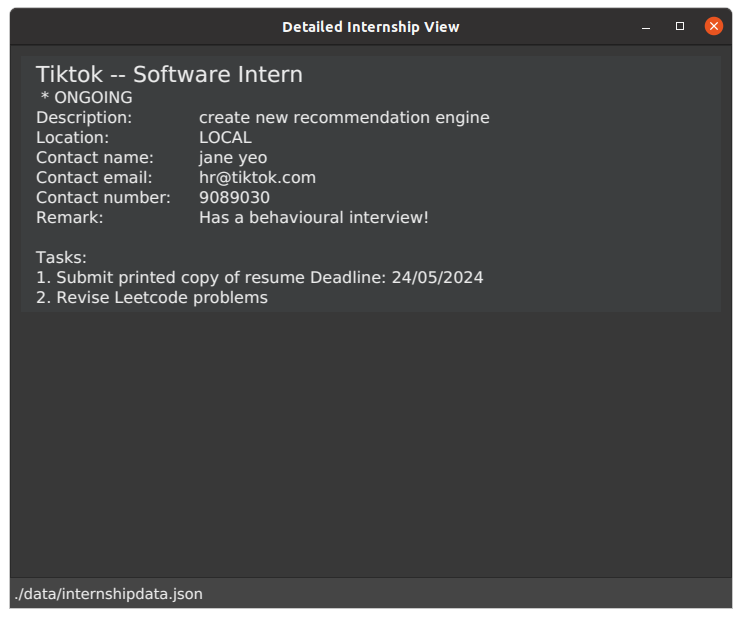 Detailed Internship View
Tiktok -- Software Intern
* ONGOING
Description: create new recommendation engine
Location: LOCAL
Contact name: jane yeo
Contact email: hr@tiktok.com
Contact number: 9089030
Remark: Has a behavioural interview!
Tasks:
1. Submit printed copy of resume Deadline: 24/05/2024
2. Revise Leetcode problems
./data/internshipdata.json